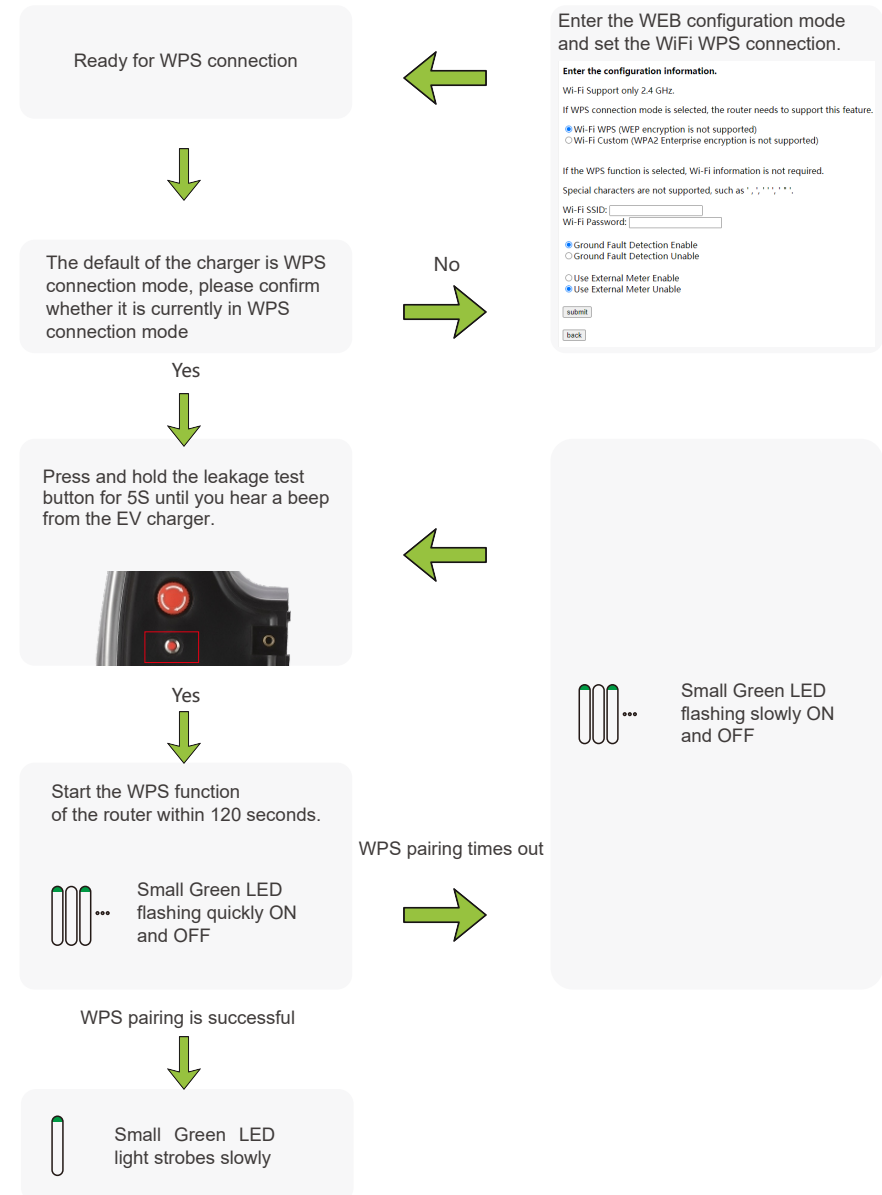 Ready for WPS connection
Enter the WEB configuration mode
and set the WiFi WPS connection.
Enter the configuration information.
Wi-Fi Support only 2.4 GHz.
If WPS connection mode is selected, the router needs to support this feature.
Wi-Fi WPS (WEP encryption is not supported)
Wi-Fi Custom (WPA2 Enterprise encryption is not supported)
If the WPS function is selected, Wi-Fi information is not required.
Special characters are not supported, such as ' , ', ' ' ', ' " '.
Wi-Fi SSID:
Wi-Fi Password:
Ground Fault Detection Enable
Ground Fault Detection Unable
Use External Meter Enable
Use External Meter Unable
submit
back
The default of the charger is WPS
connection mode, please confirm
whether it is currently in WPS
connection mode
No
Yes
Press and hold the leakage test
button for 5S until you hear a beep
from the EV charger.
Yes
Start the WPS function
of the router within 120 seconds.
Small Green LED
flashing quickly ON
and OFF
WPS pairing times out
Small Green LED
flashing slowly ON
and OFF
WPS pairing is successful
Small Green LED
light strobes slowly